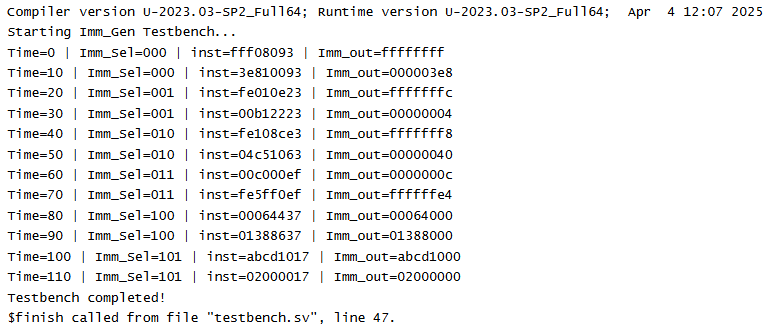 Compiler version U-2023.03-SP2_Full64; Runtime version U-2023.03-SP2_Full64;  Apr  4 12:07 2025
Starting Imm_Gen Testbench...
Time=0 | Imm_Sel=000 | inst=fff08093 | Imm_out=ffffffff
Time=10 | Imm_Sel=000 | inst=3e810093 | Imm_out=000003e8
Time=20 | Imm_Sel=001 | inst=fe010e23 | Imm_out=fffffffc
Time=30 | Imm_Sel=001 | inst=00b12223 | Imm_out=00000004
Time=40 | Imm_Sel=010 | inst=fe108ce3 | Imm_out=fffffff8
Time=50 | Imm_Sel=010 | inst=04c51063 | Imm_out=00000040
Time=60 | Imm_Sel=011 | inst=00c000ef | Imm_out=0000000c
Time=70 | Imm_Sel=011 | inst=fe5ff0ef | Imm_out=ffffffe4
Time=80 | Imm_Sel=100 | inst=00064437 | Imm_out=00064000
Time=90 | Imm_Sel=100 | inst=01388637 | Imm_out=01388000
Time=100 | Imm_Sel=101 | inst=abcd1017 | Imm_out=abcd1000
Time=110 | Imm_Sel=101 | inst=02000017 | Imm_out=02000000
Testbench completed!
$finish called from file "testbench.sv", line 47.